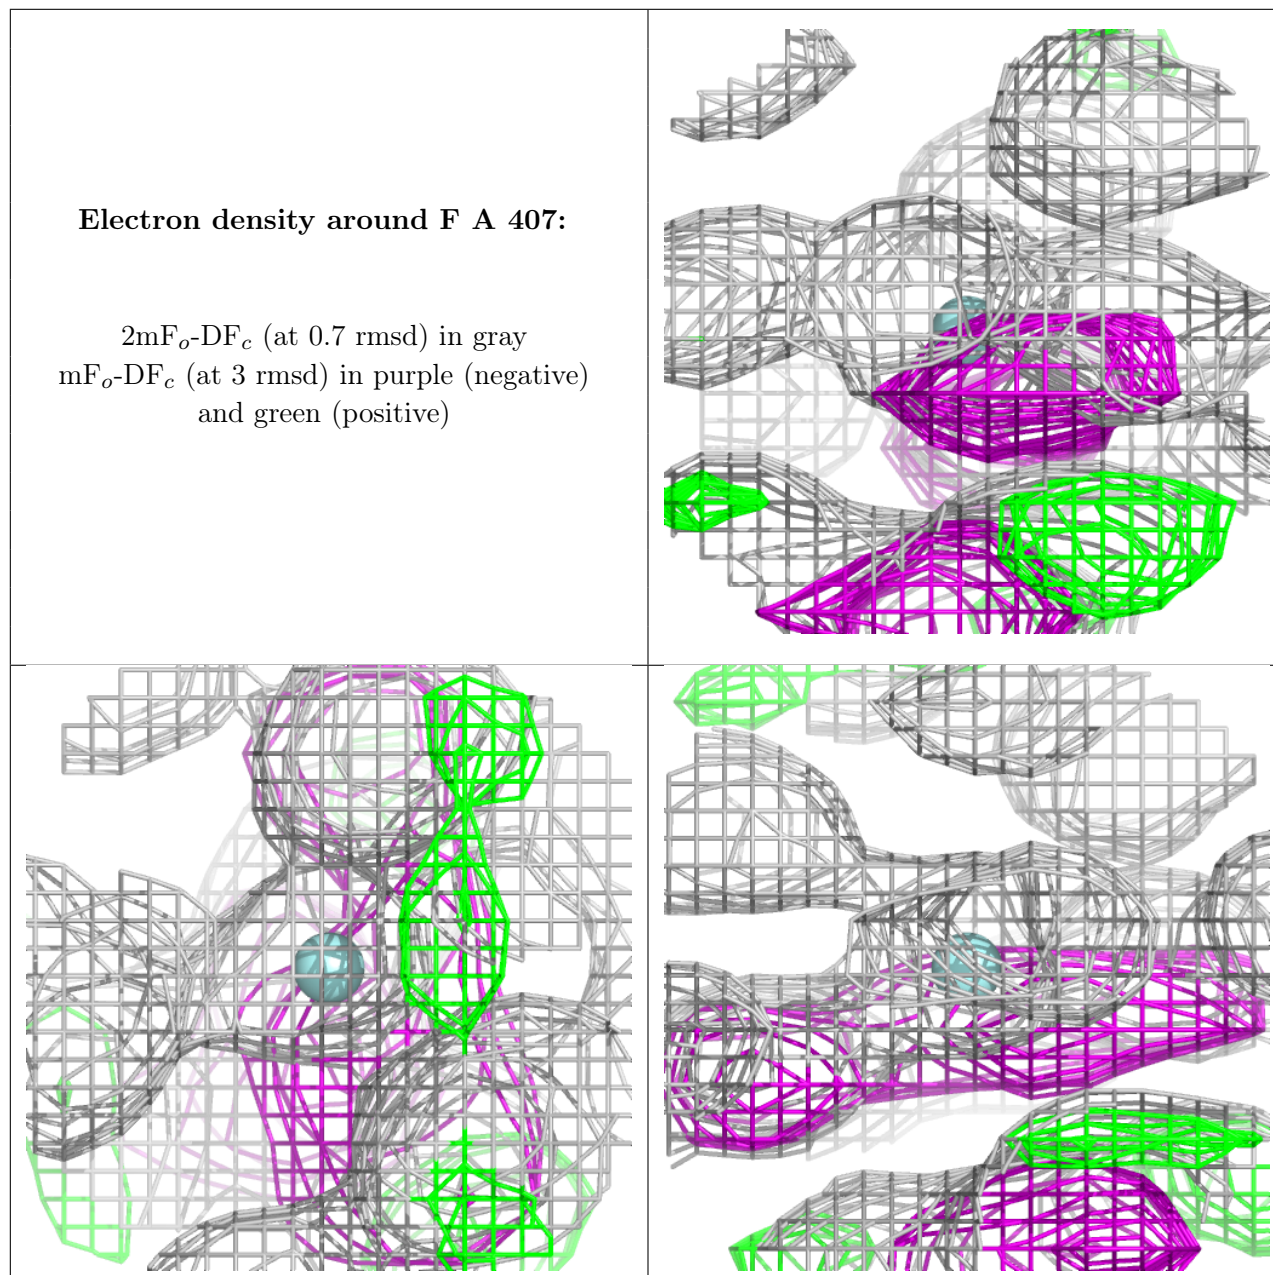 Electron density around F A 407:
2mFo-DFc (at 0.7 rmsd) in gray
mFo-DFc (at 3 rmsd) in purple (negative)
and green (positive)